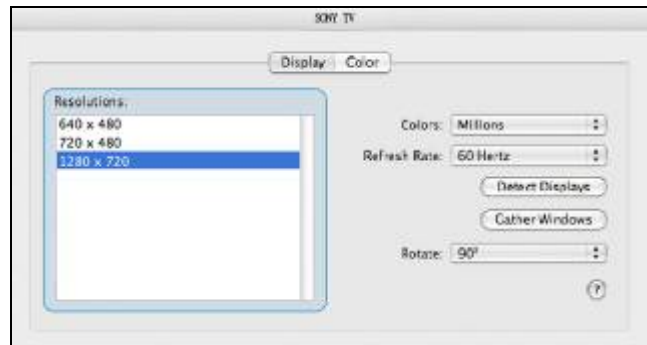 SONY TV
Display Color
Resolutions:
640 x 480
720 x 480
1280 x 720
Colors: Millions
Refresh Rate: 60 Hertz
Detect Displays
Gather Windows
Rotate: 90°
?